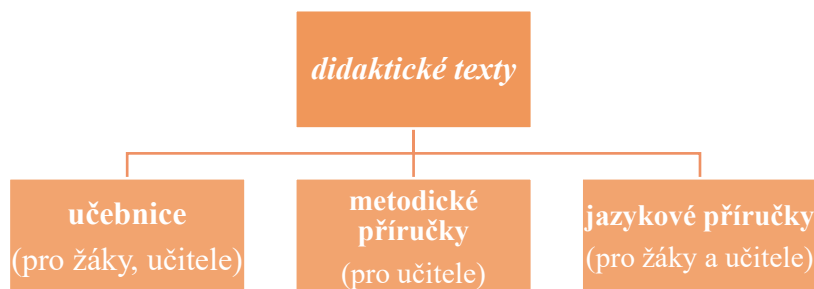 didaktické texty
učebnice
(pro žáky, učitele)
metodické
příručky
(pro učitele)
jazykové příručky
(pro žáky a učitele)